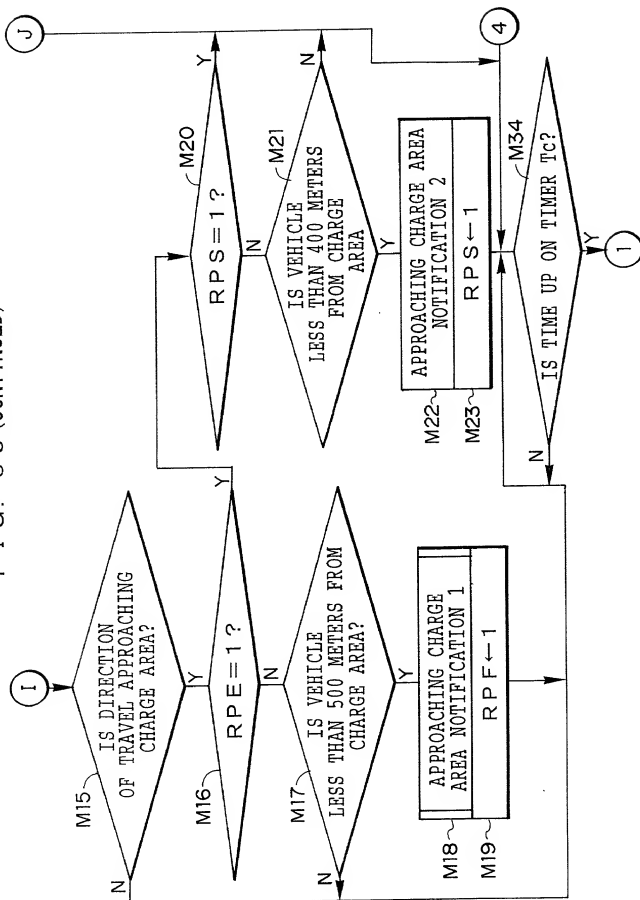 FIG. (CONTINUED)
I
M15
IS DIRECTION
OF TRAVEL APPROACHING
CHARGE AREA?
N
Y
M16
RPE=1?
Y
N
M17
IS VEHICLE
LESS THAN 500 METERS FROM
CHARGE AREA?
N
Y
M18
APPROACHING CHARGE
AREA NOTIFICATION 1
M19
RPF←1
J
M20
RPS=1?
Y
N
M21
IS VEHICLE
LESS THAN 400 METERS
FROM CHARGE
AREA
N
Y
M22
APPROACHING CHARGE AREA
NOTIFICATION 2
M23
RPS←1
4
M34
IS TIME UP ON TIMER Tc?
N
Y
1